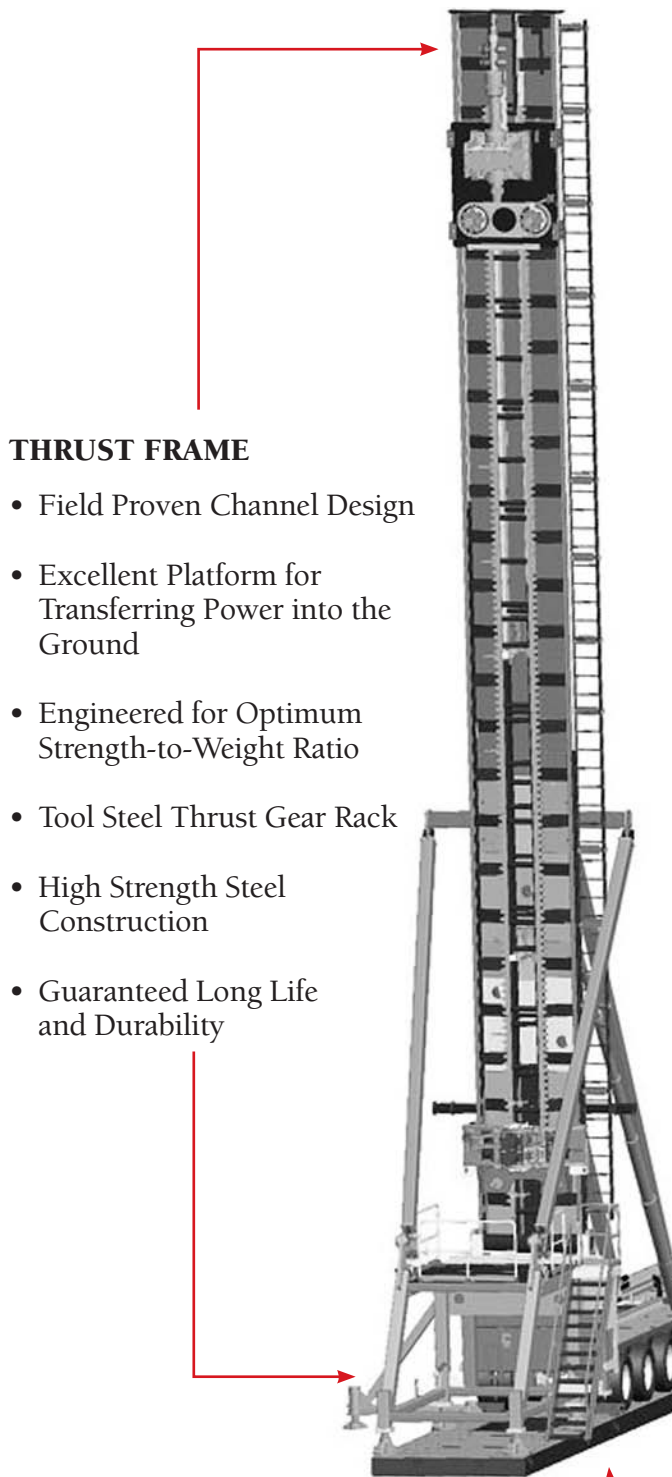 THRUST FRAME
• Field Proven Channel Design
• Excellent Platform for
Transferring Power into the
Ground
• Engineered for Optimum
Strength-to-Weight Ratio
• Tool Steel Thrust Gear Rack
• High Strength Steel
Construction
• Guaranteed Long Life
and Durability